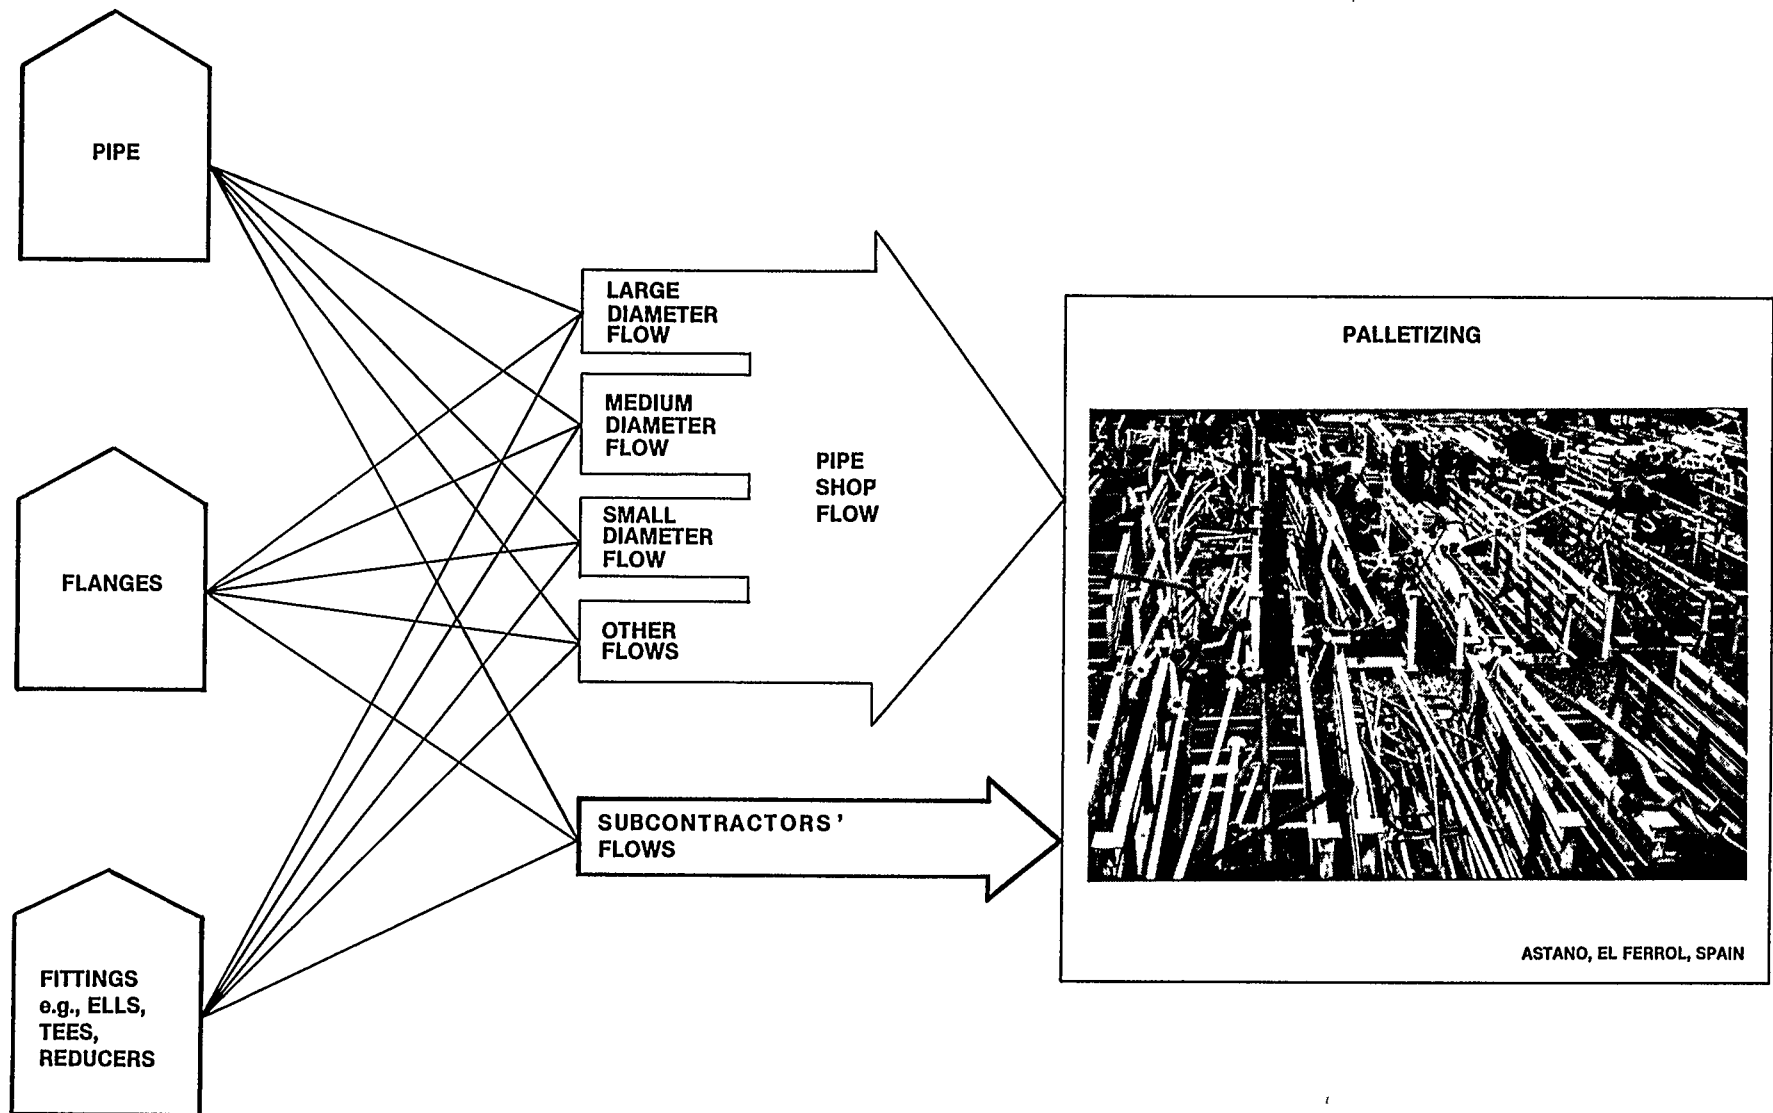 PIPE
FLANGES
FITTINGS
e.g., ELLS,
TEES,
REDUCERS
LARGE
DIAMETER
FLOW
MEDIUM
DIAMETER
FLOW
SMALL
DIAMETER
FLOW
OTHER
FLOWS
PIPE
SHOP
FLOW
SUBCONTRACTORS'
FLOWS
PALLETIZING
ASTANO, EL FERROL, SPAIN